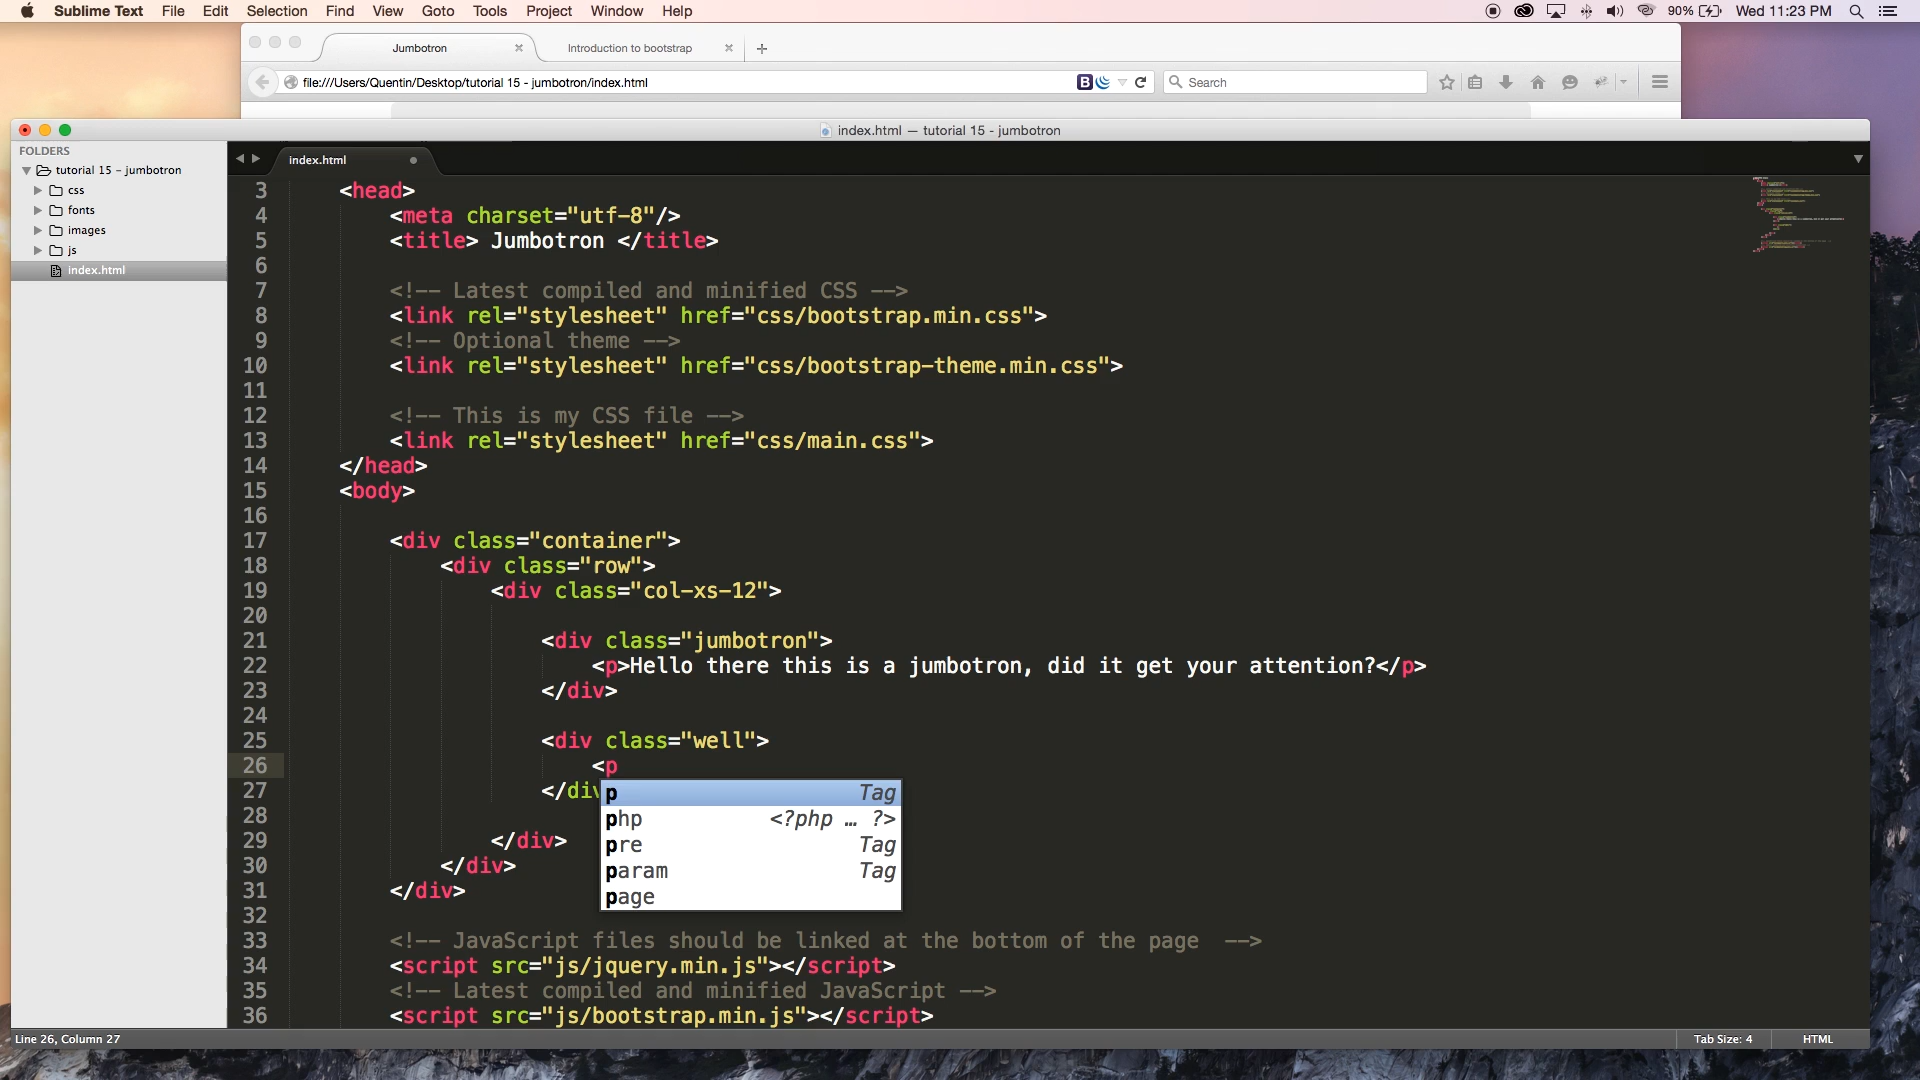 Sublime Text File Edit Selection Find View Goto Tools Project Window Help 90% Wed 11:23 PM
Jumbotron Introduction to bootstrap
file:///Users/Quentin/Desktop/tutorial 15 - jumbotron/index.html B Search
index.html — tutorial 15 - jumbotron
FOLDERS
tutorial 15 - jumbotron
css
fonts
images
js
index.html
index.html
3 <head>
4 <meta charset="utf-8"/>
5 <title> Jumbotron </title>
6
7 <!-- Latest compiled and minified CSS -->
8 <link rel="stylesheet" href="css/bootstrap.min.css">
9 <!-- Optional theme -->
10 <link rel="stylesheet" href="css/bootstrap-theme.min.css">
11
12 <!-- This is my CSS file -->
13 <link rel="stylesheet" href="css/main.css">
14 </head>
15 <body>
16
17 <div class="container">
18 <div class="row">
19 <div class="col-xs-12">
20
21 <div class="jumbotron">
22 <p>Hello there this is a jumbotron, did it get your attention?</p>
23 </div>
24
25 <div class="well">
26 <p
27 </div
p Tag
28
php <?php … ?>
29 </div>
pre Tag
30 </div>
param Tag
31 </div>
page
32
33 <!-- JavaScript files should be linked at the bottom of the page -->
34 <script src="js/jquery.min.js"></script>
35 <!-- Latest compiled and minified JavaScript -->
36 <script src="js/bootstrap.min.js"></script>
Line 26, Column 27 Tab Size: 4 HTML